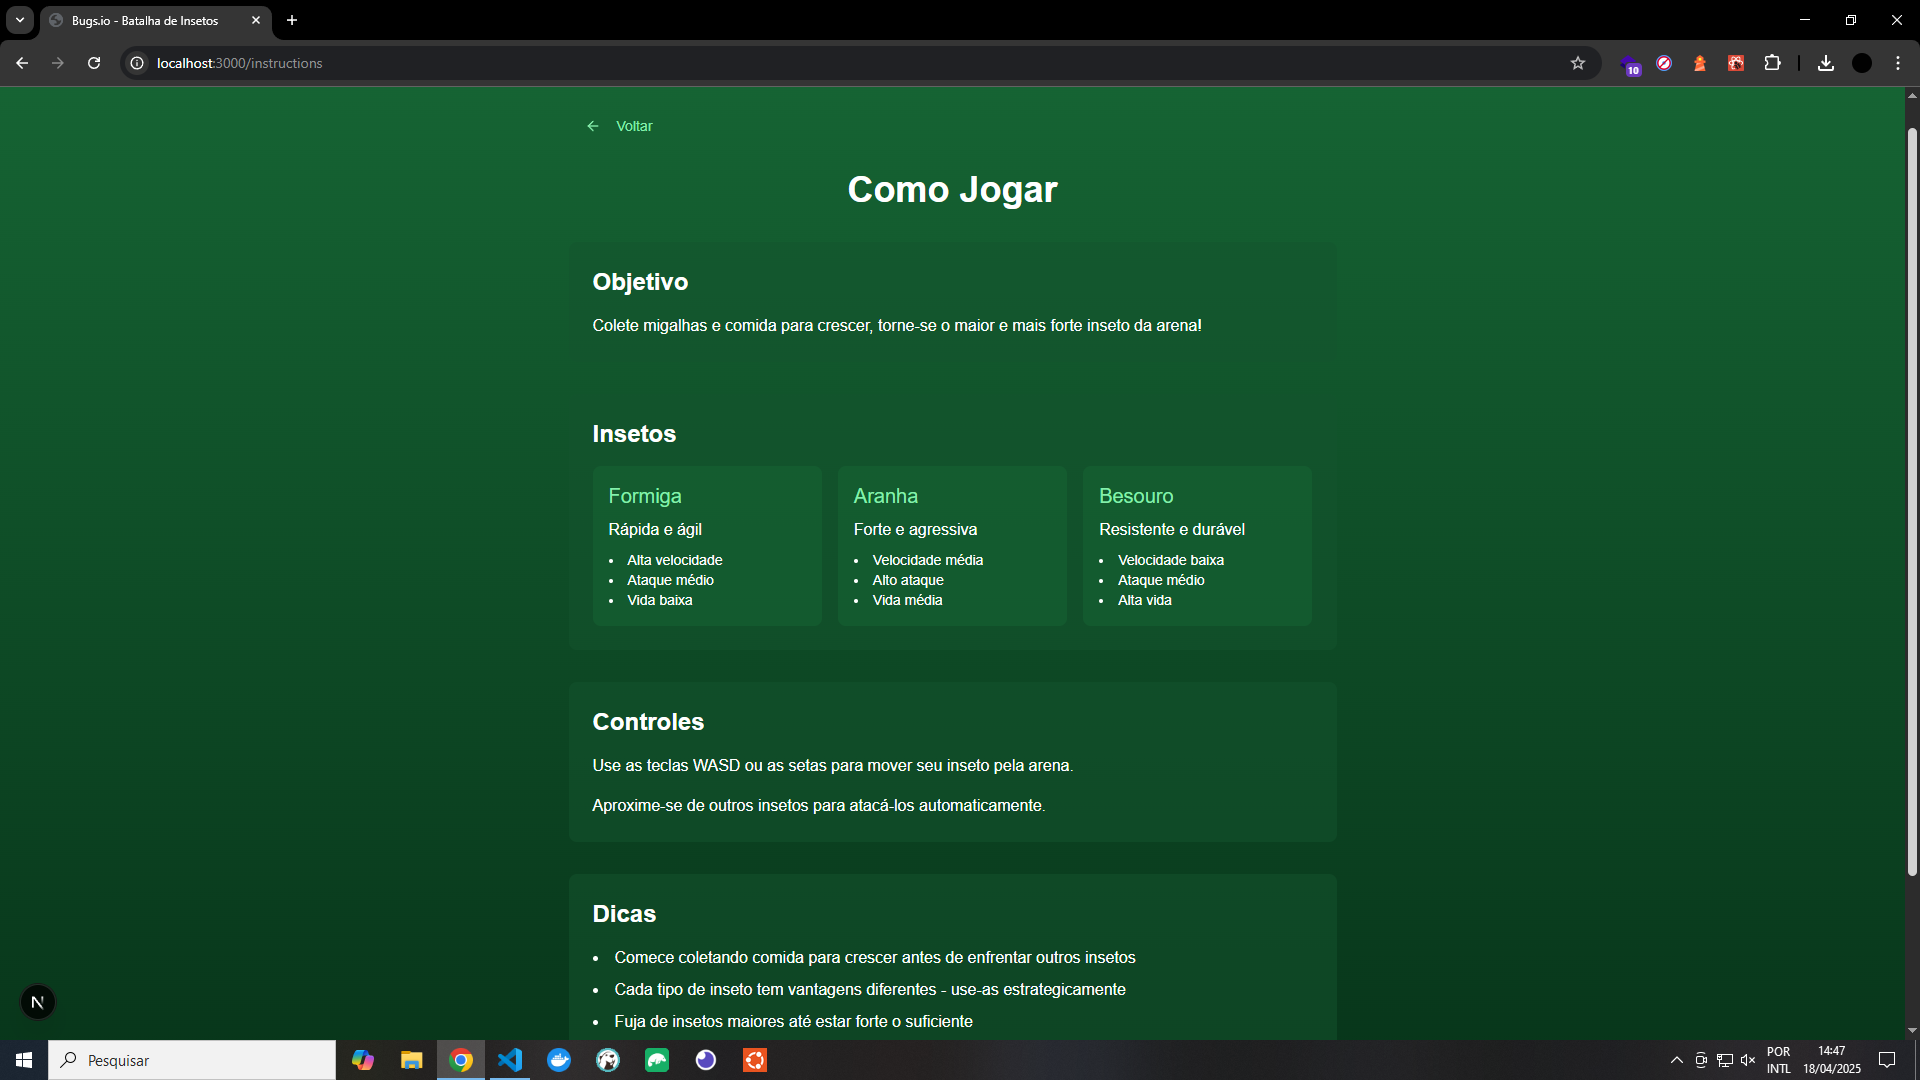 Bugs.io - Batalha de Insetos
localhost:3000/instructions
10
Voltar
Como Jogar
Objetivo
Colete migalhas e comida para crescer, torne-se o maior e mais forte inseto da arena!
Insetos
Formiga
Rápida e ágil
• Alta velocidade
• Ataque médio
• Vida baixa
Aranha
Forte e agressiva
• Velocidade média
• Alto ataque
• Vida média
Besouro
Resistente e durável
• Velocidade baixa
• Ataque médio
• Alta vida
Controles
Use as teclas WASD ou as setas para mover seu inseto pela arena.
Aproxime-se de outros insetos para atacá-los automaticamente.
Dicas
• Comece coletando comida para crescer antes de enfrentar outros insetos
• Cada tipo de inseto tem vantagens diferentes - use-as estrategicamente
• Fuja de insetos maiores até estar forte o suficiente
N
Pesquisar
POR
INTL
14:47
18/04/2025